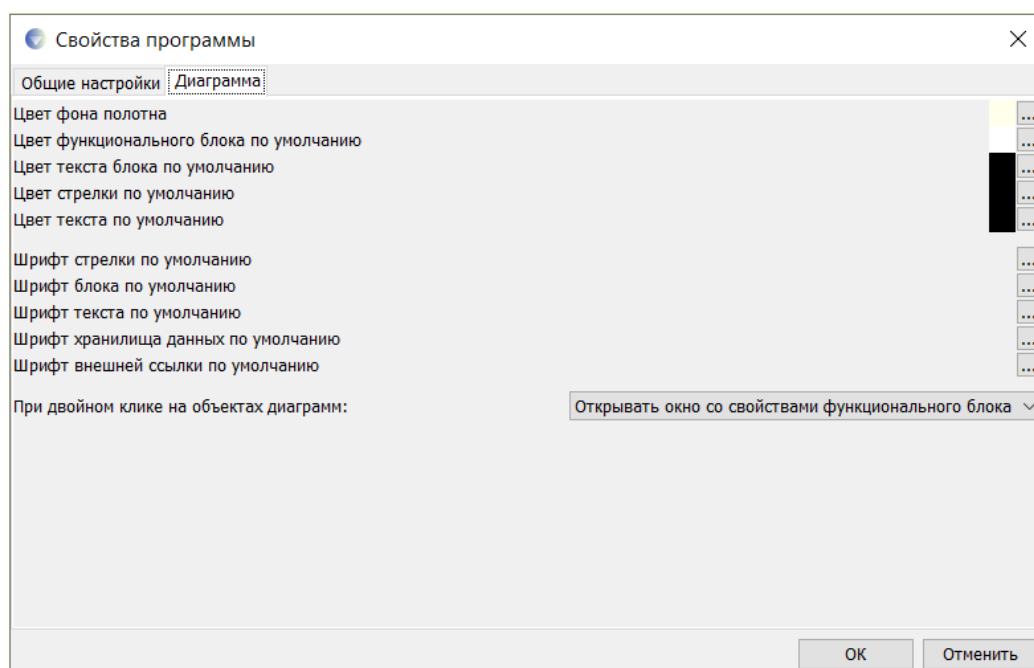 Свойства программы
Общие настройки Диаграмма
Цвет фона полотна ...
Цвет функционального блока по умолчанию ...
Цвет текста блока по умолчанию ...
Цвет стрелки по умолчанию ...
Цвет текста по умолчанию ...
Шрифт стрелки по умолчанию ...
Шрифт блока по умолчанию ...
Шрифт текста по умолчанию ...
Шрифт хранилища данных по умолчанию ...
Шрифт внешней ссылки по умолчанию ...
При двойном клике на объектах диаграмм: Открывать окно со свойствами функционального блока
ОК Отменить